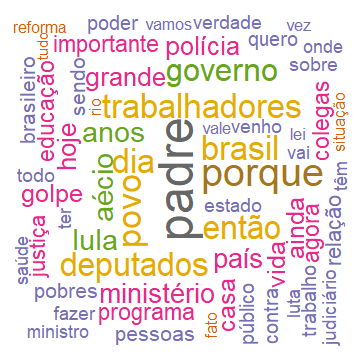 reforma
poder
vamos
verdade
vez
tudo
importante
polícia
quero
onde
brasileiro
educação
sendo
grande
governo
sobre
rio
trabalhadores
colegas
situação
hoje
anos
padre
vale
venho
lei
dia
brasil
vai
todo
aécio
povo
porque
têm
golpe
estado
ter
lula
então
ainda
agora
relação
saúde
justiça
deputados
país
vida
pobres
ministério
casa
público
contra
luta
trabalho
judiciário
fazer
programa
ministro
pessoas
fato